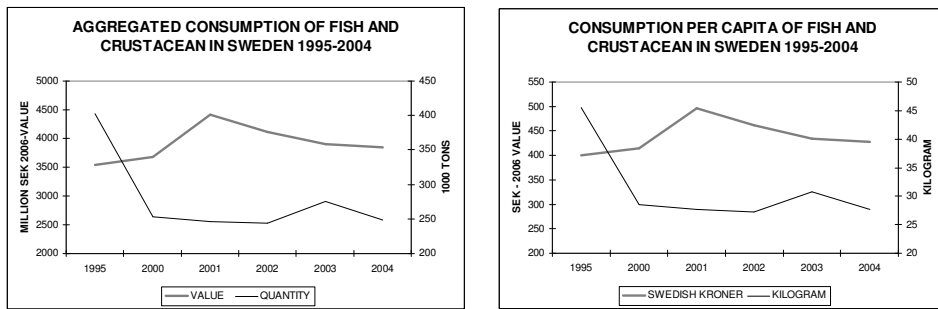 AGGREGATED CONSUMPTION OF FISH AND
CRUSTACEAN IN SWEDEN 1995-2004
MILLION SEK 2006-VALUE
5000
4500
4000
3500
3000
2500
2000
450
400
350
300
250
200
1000 TONS
1995 2000 2001 2002 2003 2004
VALUE QUANTITY
CONSUMPTION PER CAPITA OF FISH AND
CRUSTACEAN IN SWEDEN 1995-2004
SEK - 2006 VALUE
550
500
450
400
350
300
250
200
50
45
40
35
30
25
20
KILOGRAM
1995 2000 2001 2002 2003 2004
SWEDISH KRONER KILOGRAM